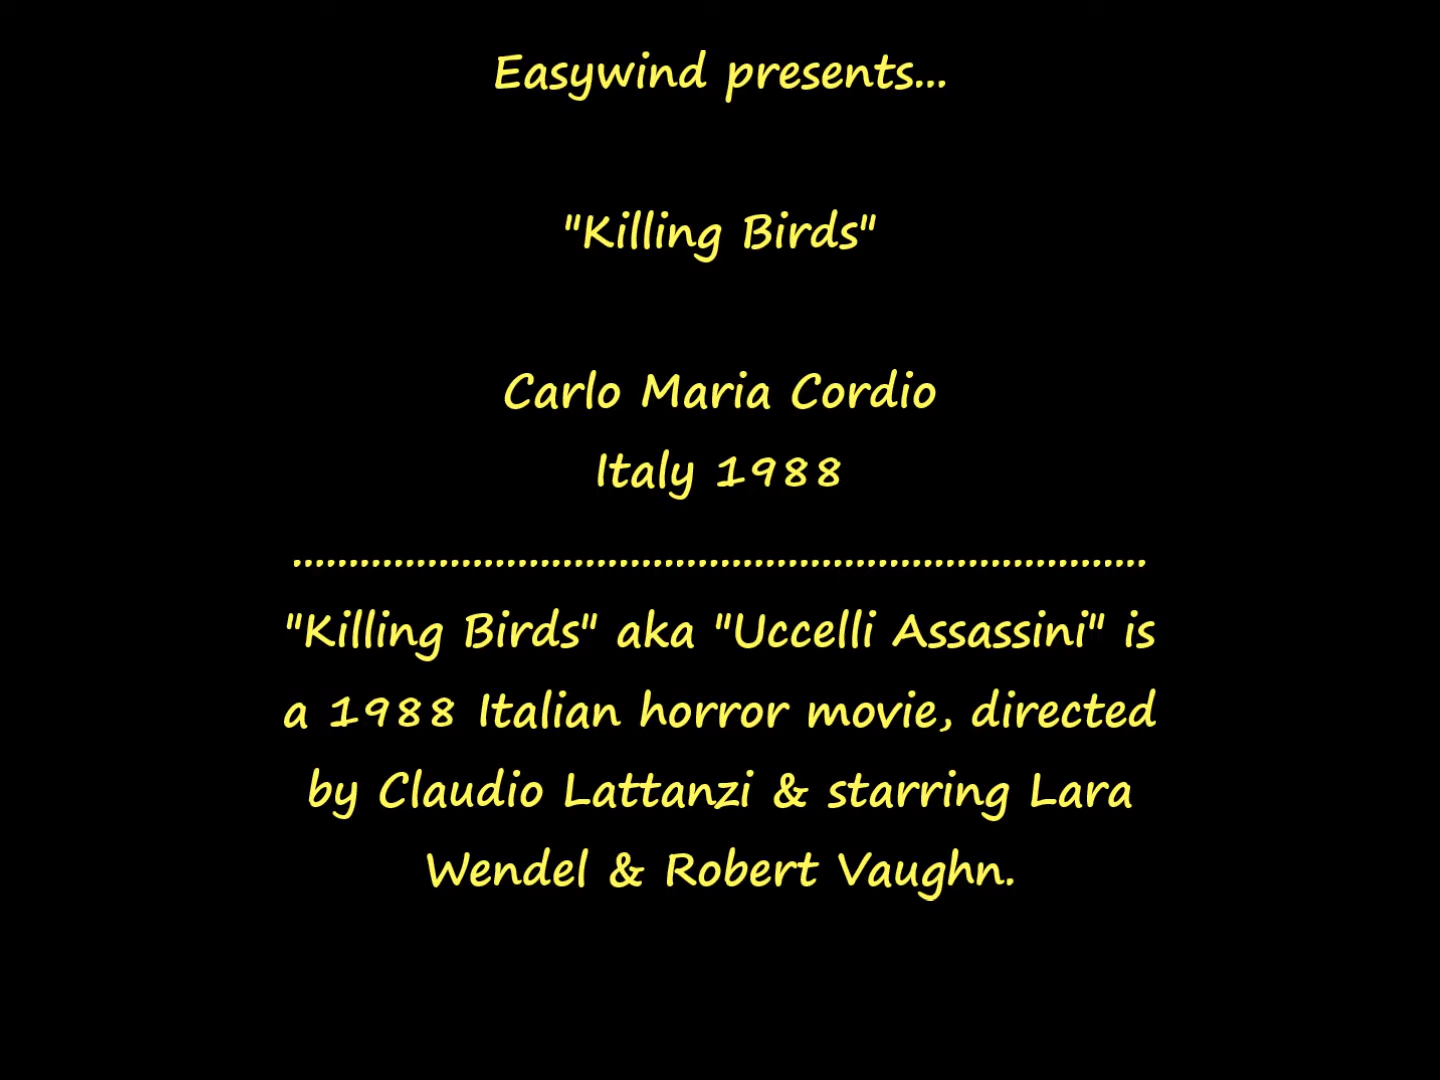 Easywind presents...
"Killing Birds"
Carlo Maria Cordio
Italy 1988
............................................................................
"Killing Birds" aka "Uccelli Assassini" is
a 1988 Italian horror movie, directed
by Claudio Lattanzi & starring Lara
Wendel & Robert Vaughn.